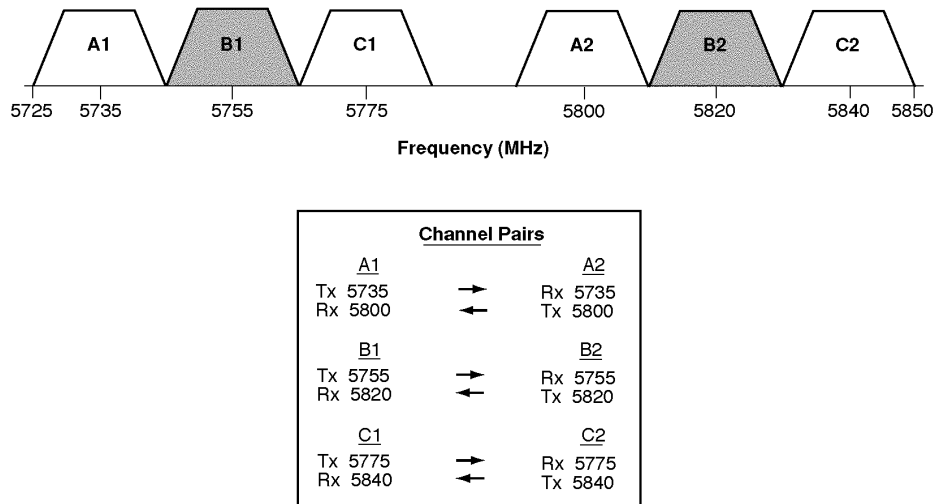 A1 B1 C1 A2 B2 C2
5725 5735 5755 5775 5800 5820 5840 5850
Frequency (MHz)
Channel Pairs
A1 A2
Tx 5735 Rx 5735
Rx 5800 Tx 5800
B1 B2
Tx 5755 Rx 5755
Rx 5820 Tx 5820
C1 C2
Tx 5775 Rx 5775
Rx 5840 Tx 5840